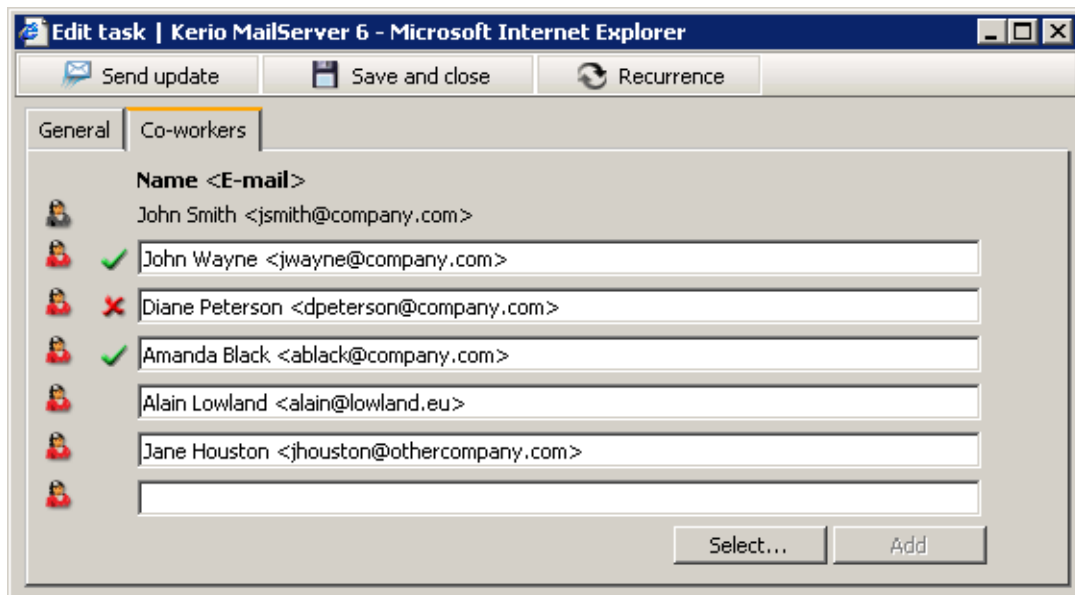 Edit task | Kerio MailServer 6 - Microsoft Internet Explorer
Send update Save and close Recurrence
General Co-workers
Name <E-mail>
John Smith <jsmith@company.com>
John Wayne <jwayne@company.com>
Diane Peterson <dpeterson@company.com>
Amanda Black <ablack@company.com>
Alain Lowland <alain@lowland.eu>
Jane Houston <jhouston@othercompany.com>
Select... Add